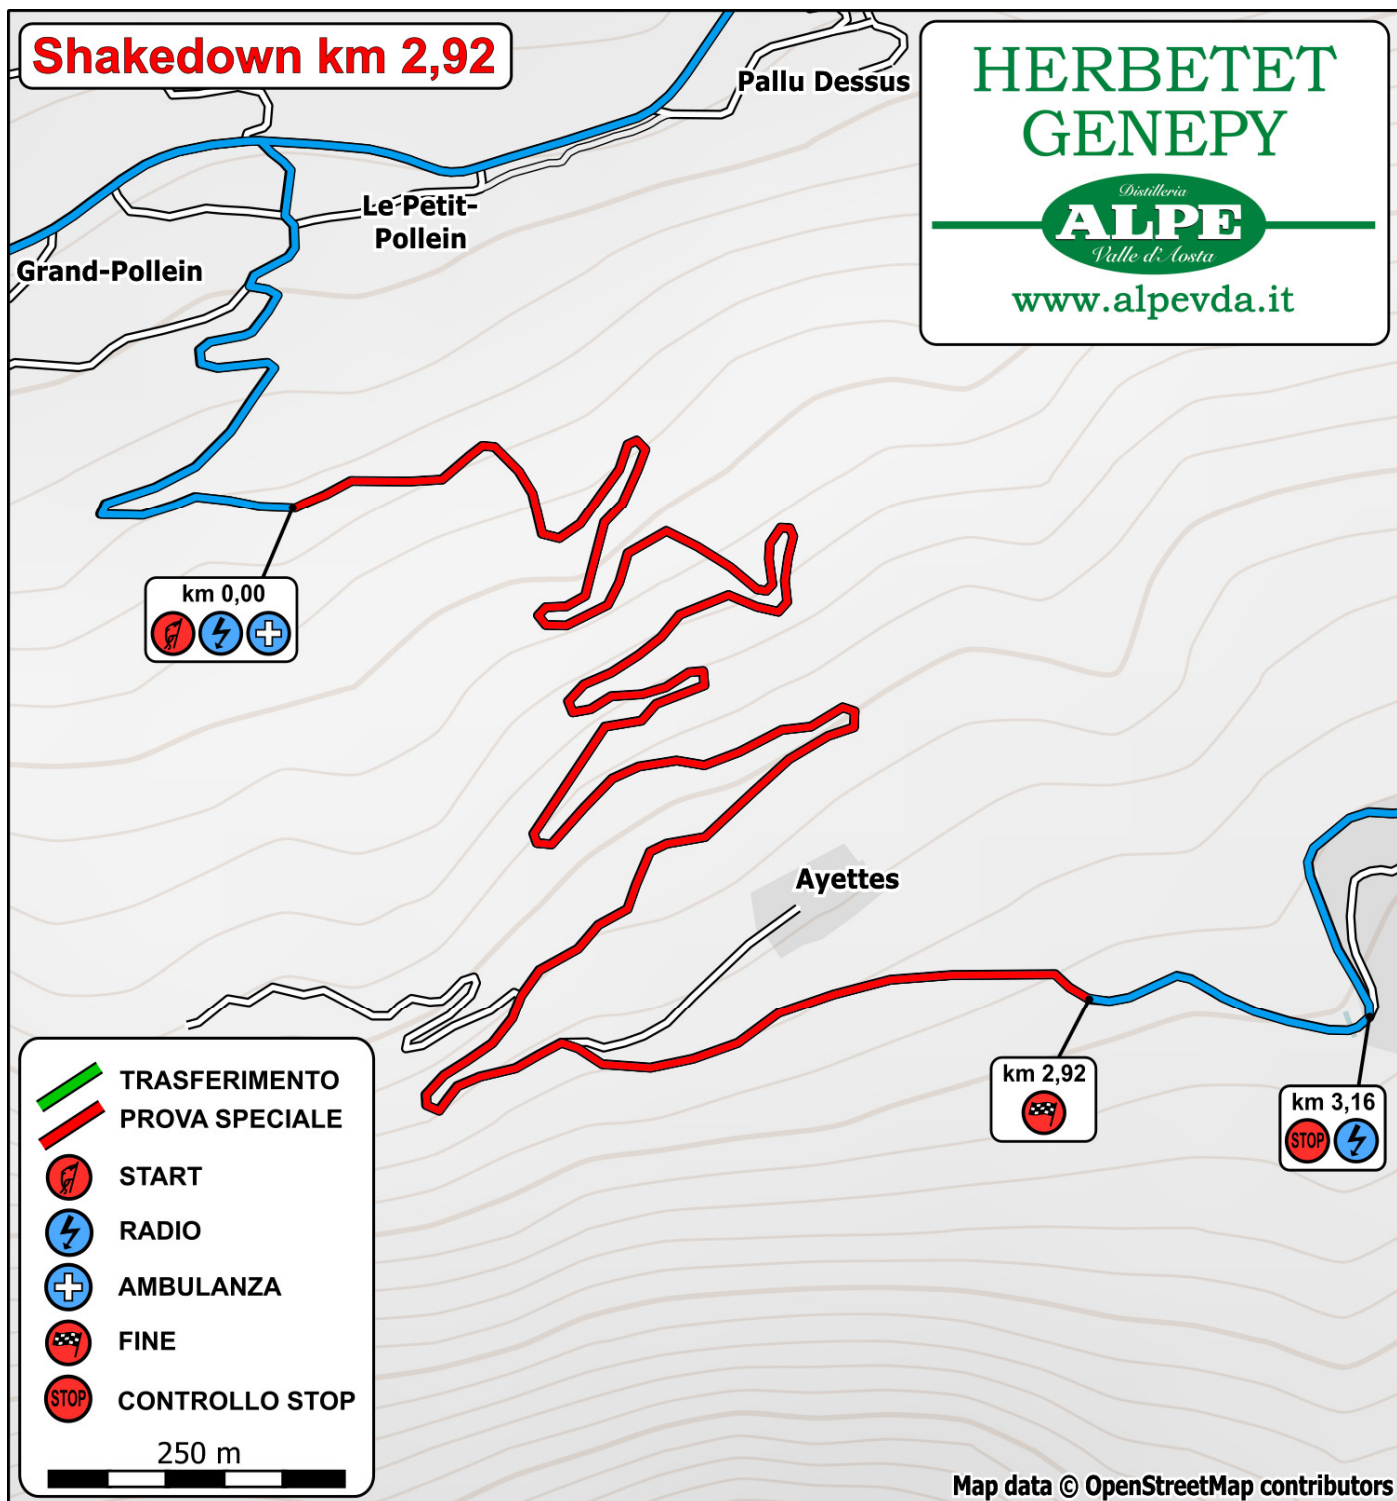 Shakedown km 2,92
HERBETET
GENEPY
Distilleria
ALPE
Valle d'Aosta
www.alpevda.it
Pallu Dessus
Le Petit-
Pollein
Grand-Pollein
km 0,00
Ayettes
km 2,92
km 3,16
STOP
TRASFERIMENTO
PROVA SPECIALE
START
RADIO
AMBULANZA
FINE
STOP CONTROLLO STOP
250 m
Map data © OpenStreetMap contributors